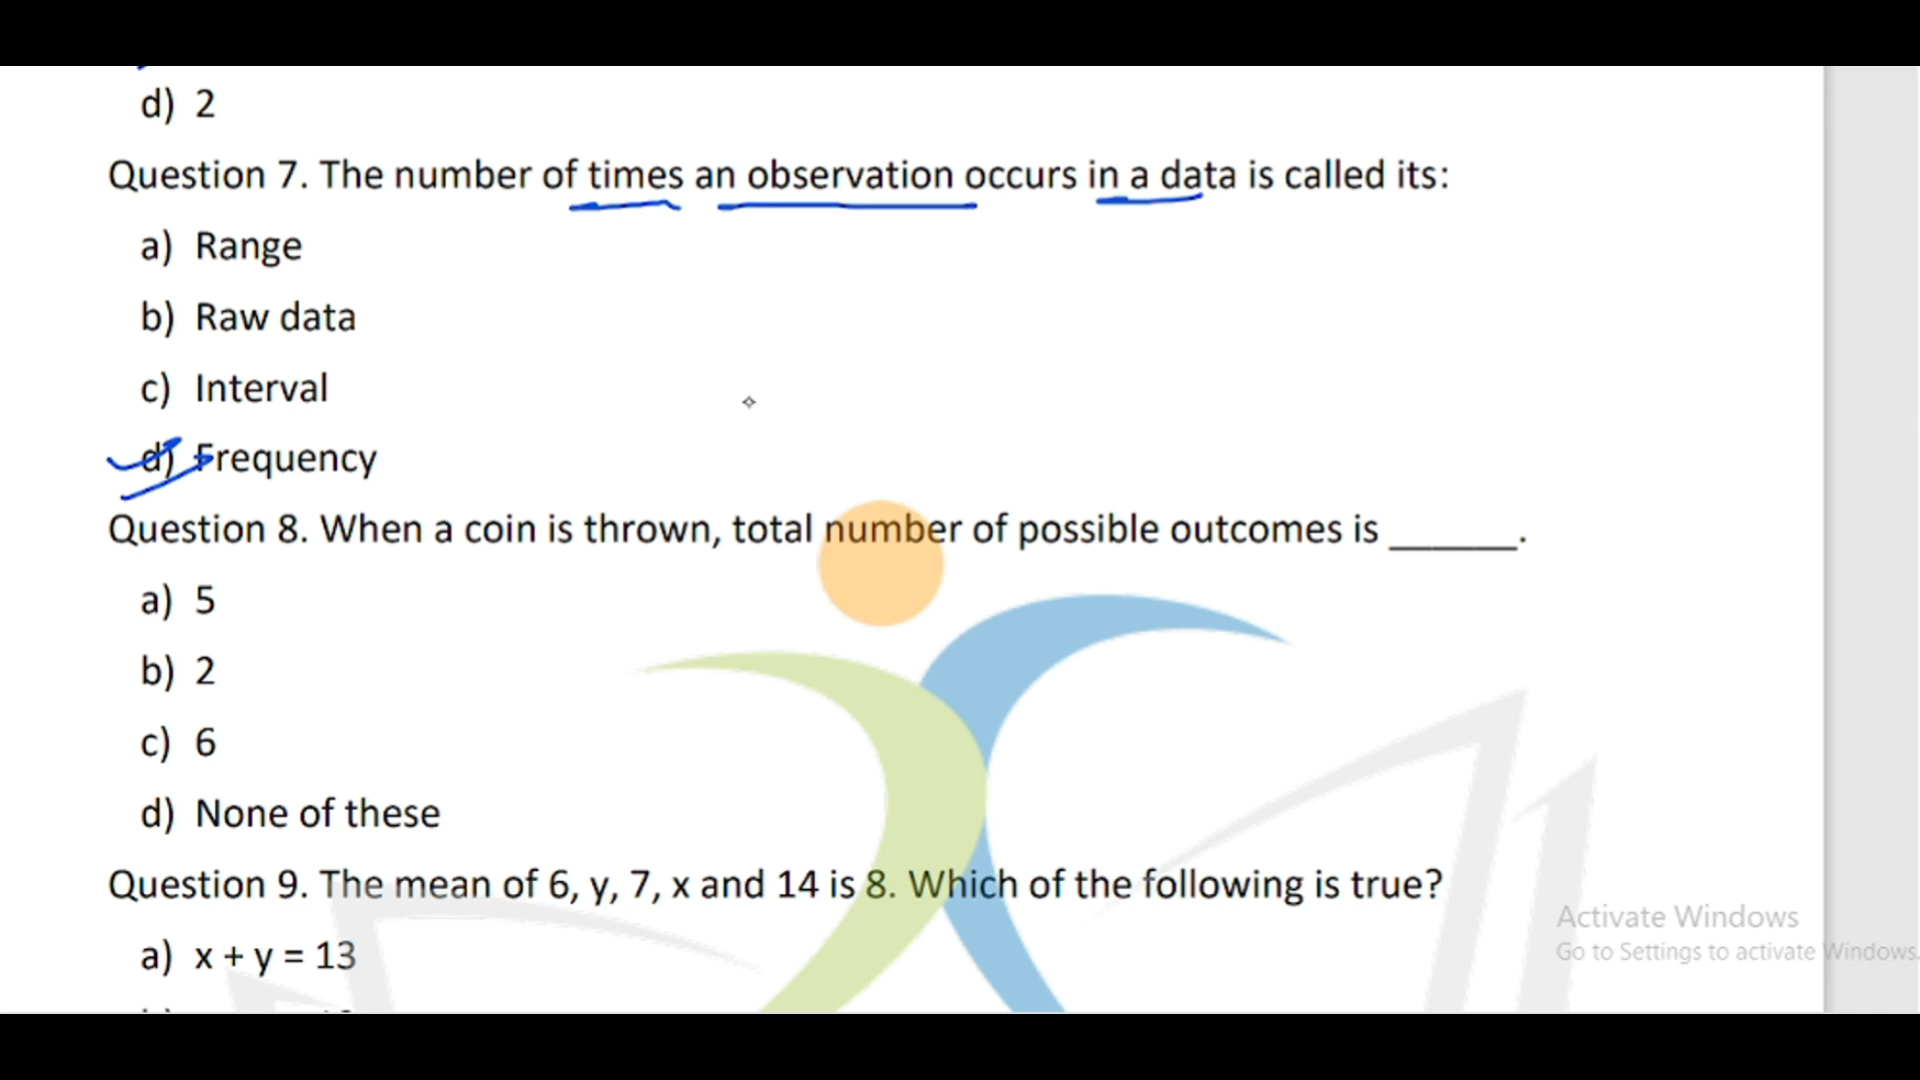 d) 2
Question 7. The number of times an observation occurs in a data is called its:
a) Range
b) Raw data
c) Interval
d) Frequency
Question 8. When a coin is thrown, total number of possible outcomes is ______.
a) 5
b) 2
c) 6
d) None of these
Question 9. The mean of 6, y, 7, x and 14 is 8. Which of the following is true?
a) x + y = 13
Activate Windows
Go to Settings to activate Windows.